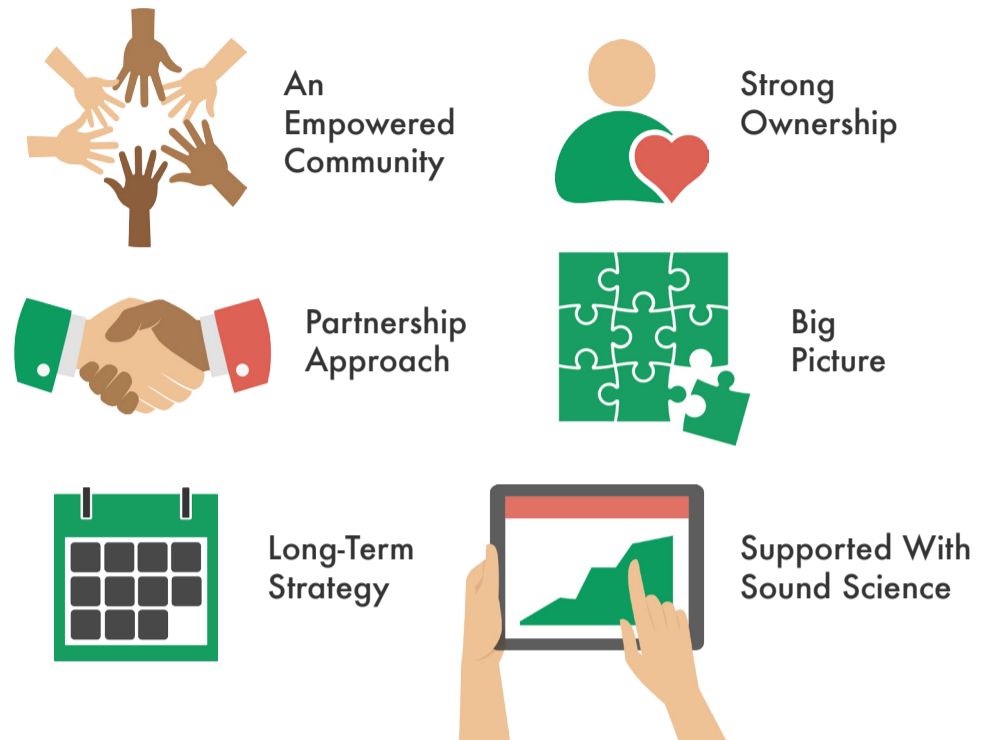 An
Empowered
Community
Strong
Ownership
Partnership
Approach
Big
Picture
Long-Term
Strategy
Supported With
Sound Science